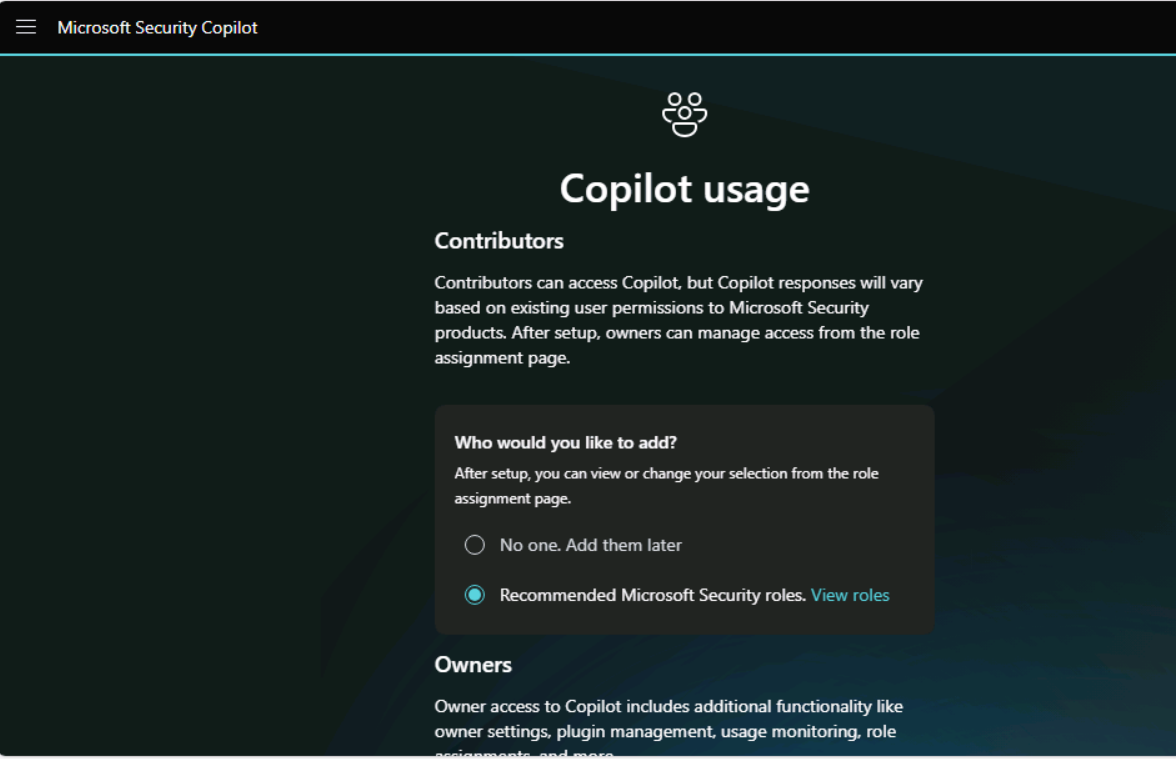 Microsoft Security Copilot
Copilot usage
Contributors
Contributors can access Copilot, but Copilot responses will vary
based on existing user permissions to Microsoft Security
products. After setup, owners can manage access from the role
assignment page.
Who would you like to add?
After setup, you can view or change your selection from the role
assignment page.
No one. Add them later
Recommended Microsoft Security roles. View roles
Owners
Owner access to Copilot includes additional functionality like
owner settings, plugin management, usage monitoring, role
assignments, and more.